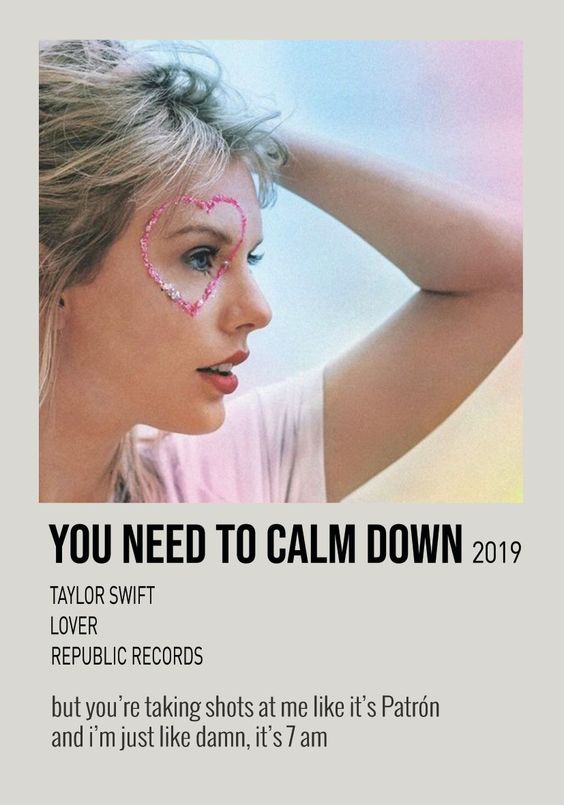 YOU NEED TO CALM DOWN 2019
TAYLOR SWIFT
LOVER
REPUBLIC RECORDS
but you’re taking shots at me like it’s Patrón
and i’m just like damn, it’s 7 am